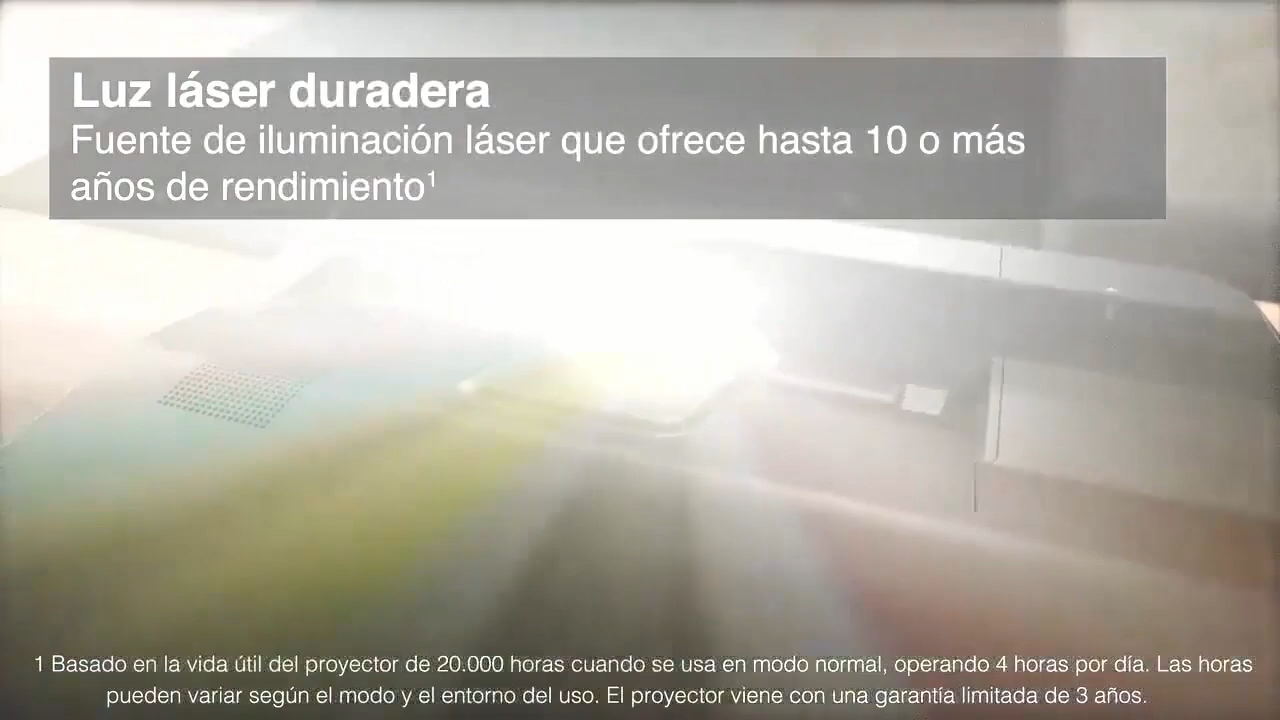 Luz láser duradera
Fuente de iluminación láser que ofrece hasta 10 o más
años de rendimiento¹
1 Basado en la vida útil del proyector de 20.000 horas cuando se usa en modo normal, operando 4 horas por día. Las horas
pueden variar según el modo y el entorno del uso. El proyector viene con una garantía limitada de 3 años.